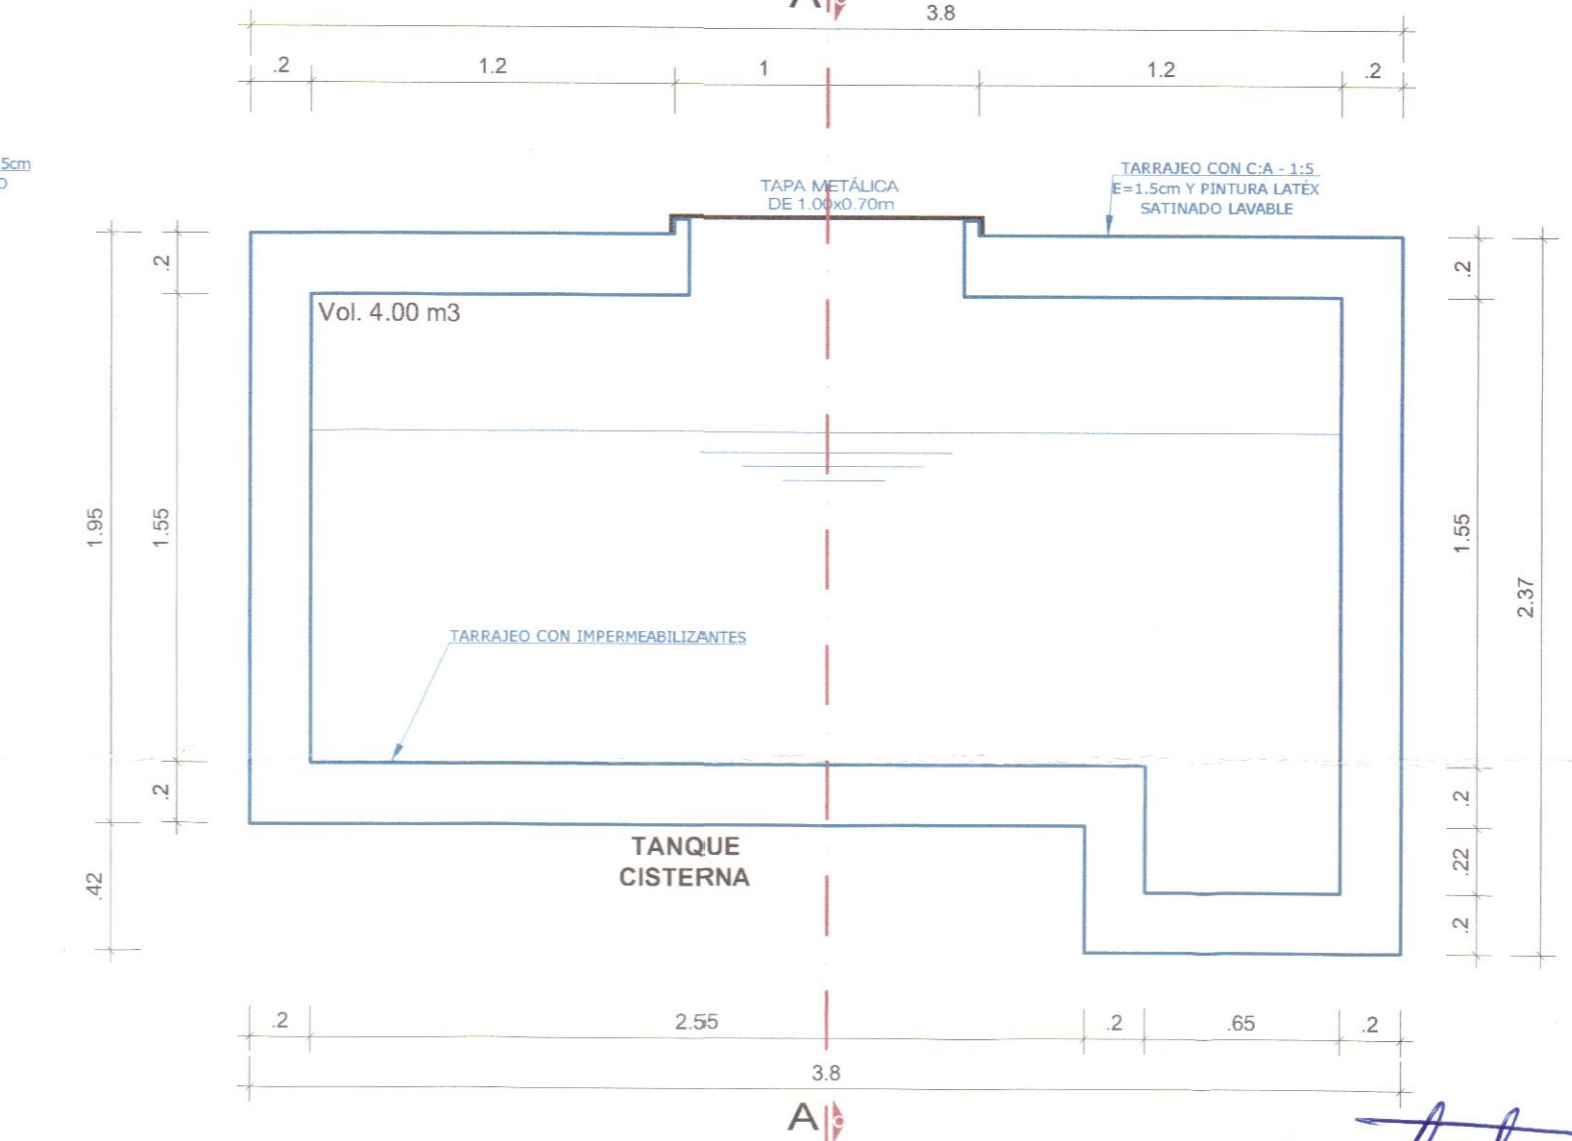 A
3.8
.2
1.2
1
1.2
.2
5cm
TAPA METÁLICA
DE 1.00x0.70m
TARRAJEO CON C:A - 1:5
E=1.5cm Y PINTURA LATÉX
SATINADO LAVABLE
.2
.2
Vol. 4.00 m3
1.95
1.55
1.55
2.37
TARRAJEO CON IMPERMEABILIZANTES
.2
.2
TANQUE
CISTERNA
.42
.22
.2
.2
2.55
.2
.65
.2
3.8
A